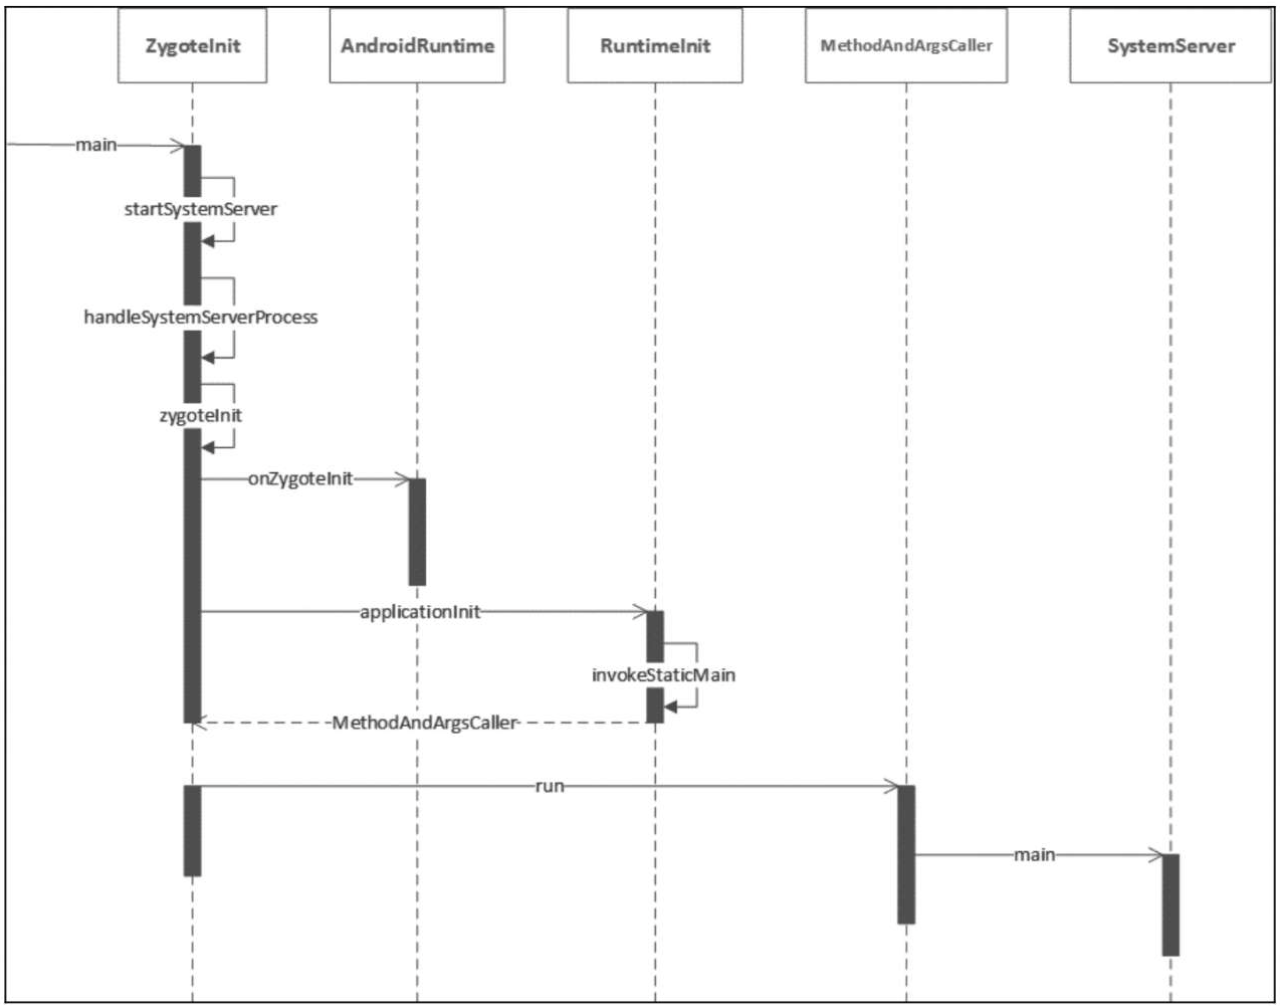 ZygoteInit
AndroidRuntime
RuntimeInit
MethodAndArgsCaller
SystemServer
main
startSystemServer
handleSystemServerProcess
zygoteInit
onZygoteInit
applicationInit
invokeStaticMain
MethodAndArgsCaller
run
main